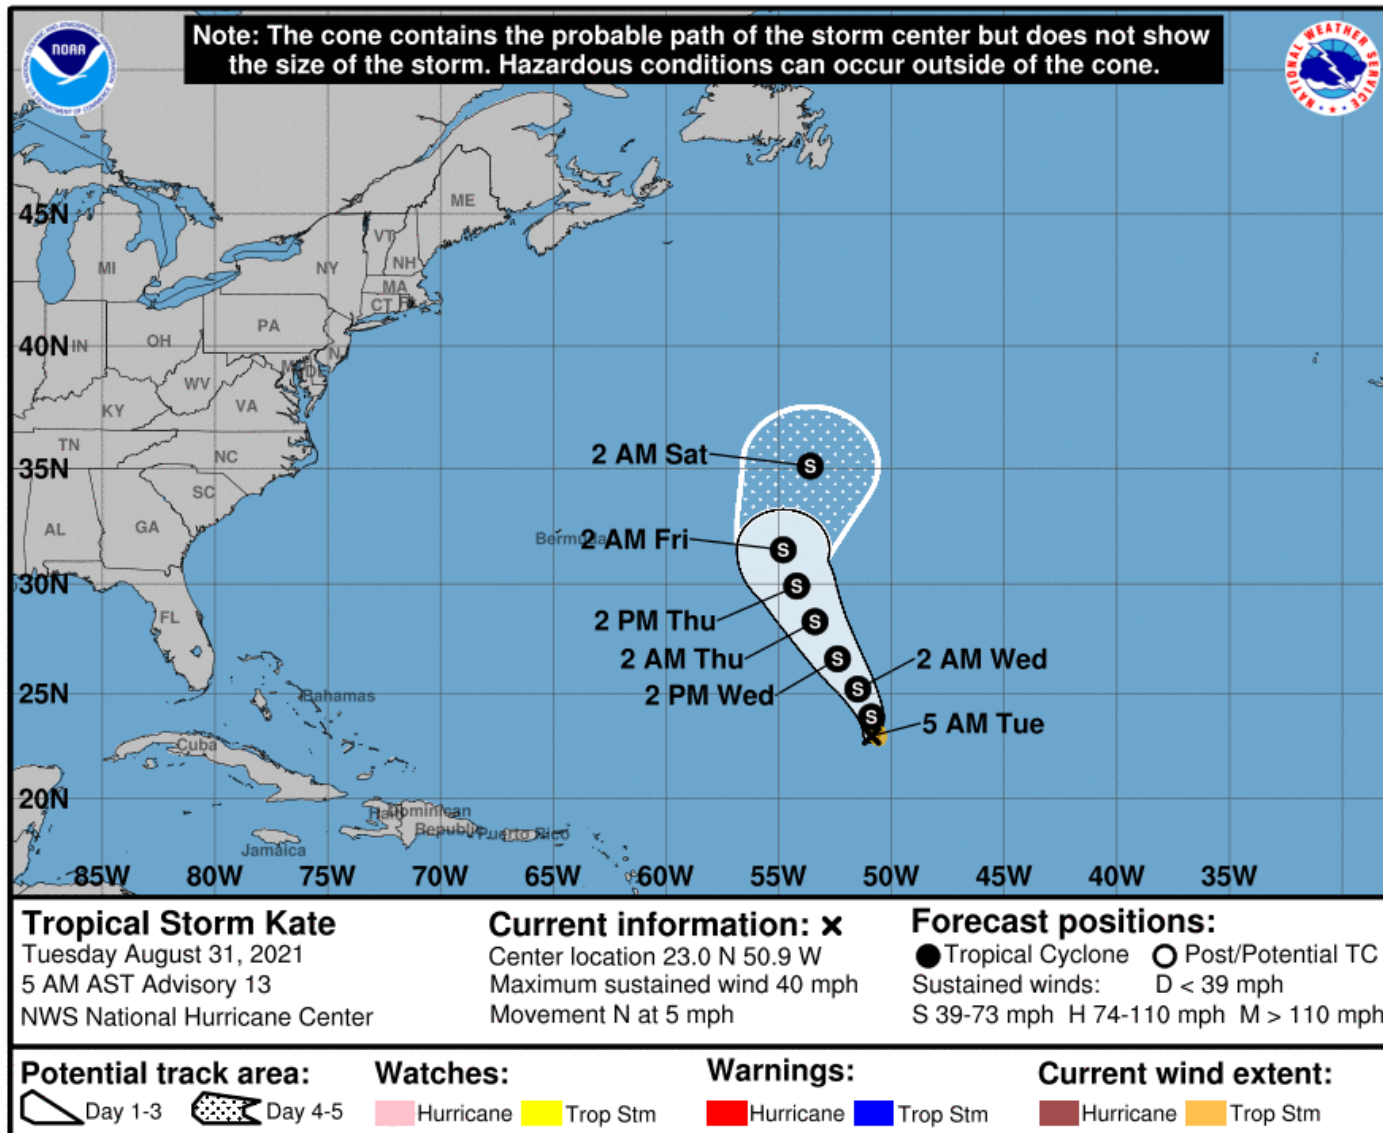 Note: The cone contains the probable path of the storm center but does not show
the size of the storm. Hazardous conditions can occur outside of the cone.
NOAA
NATIONAL WEATHER SERVICE
45N
40N
35N
30N
25N
20N
85W 80W 75W 70W 65W 60W 55W 50W 45W 40W 35W
ME
VT
NH
MI
NY
MA
CT
PA
IN
OH
WV
KY
VA
TN
NC
SC
AL
GA
FL
Bermuda
Bahamas
Cuba
Dominican
Republic
Puerto Rico
Jamaica
2 AM Sat
S
2 AM Fri
S
2 PM Thu
S
2 AM Thu
S
2 PM Wed
S
2 AM Wed
S
S
5 AM Tue
Tropical Storm Kate
Tuesday August 31, 2021
5 AM AST Advisory 13
NWS National Hurricane Center
Current information: ×
Center location 23.0 N 50.9 W
Maximum sustained wind 40 mph
Movement N at 5 mph
Forecast positions:
Tropical Cyclone Post/Potential TC
Sustained winds: D < 39 mph
S 39-73 mph H 74-110 mph M > 110 mph
Potential track area:
Day 1-3 Day 4-5
Watches:
Hurricane Trop Stm
Warnings:
Hurricane Trop Stm
Current wind extent:
Hurricane Trop Stm